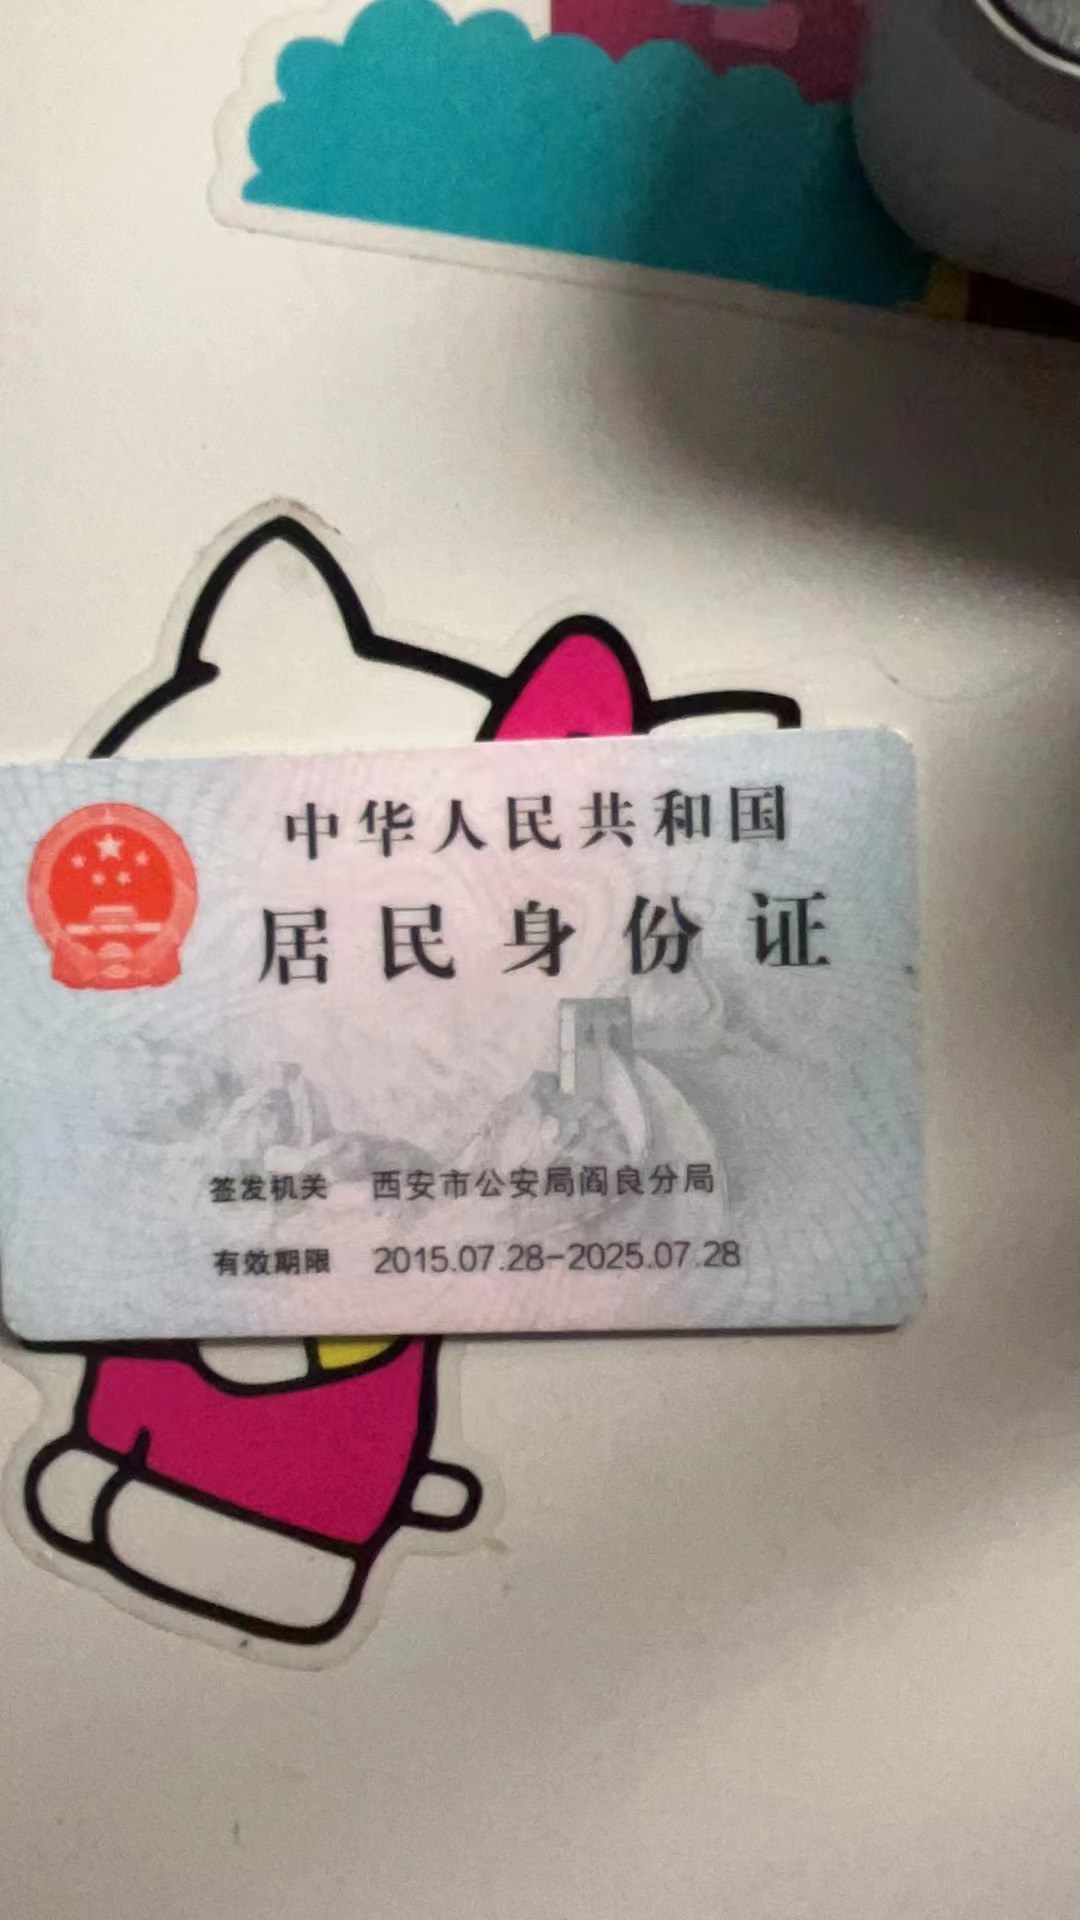 中华人民共和国
居民身份证
签发机关 西安市公安局阎良分局
有效期限 2015.07.28-2025.07.28